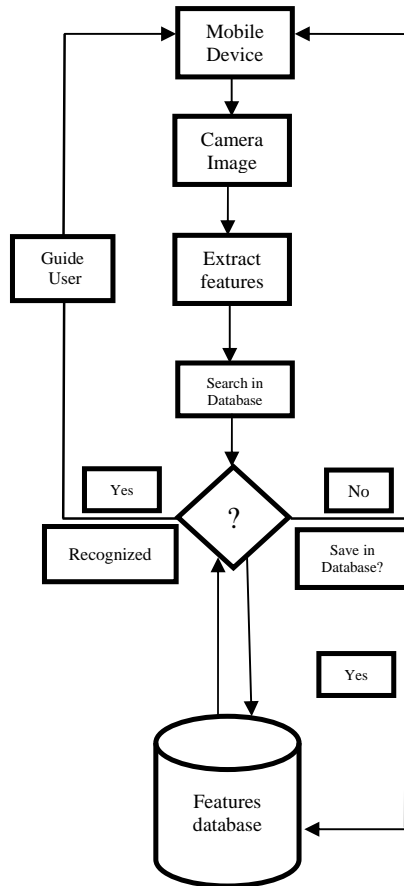 Mobile
Device
Camera
Image
Guide
User
Extract
features
Search in
Database
Yes
No
?
Recognized
Save in
Database?
Yes
Features
database